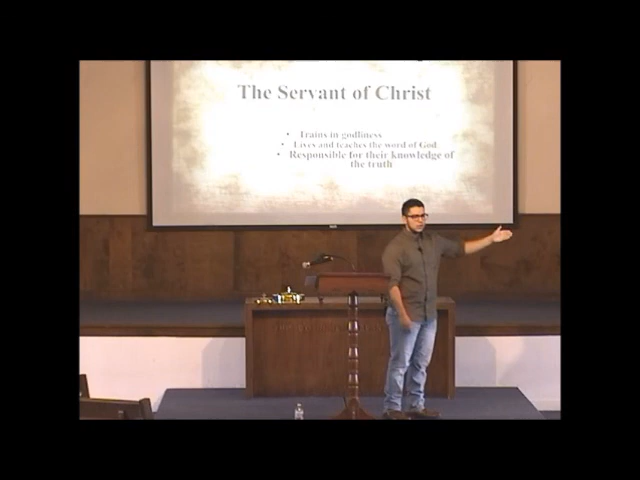 The Servant of Christ
• Trains in godliness
• Lives and teaches the word of God
• Responsible for their knowledge of
the truth